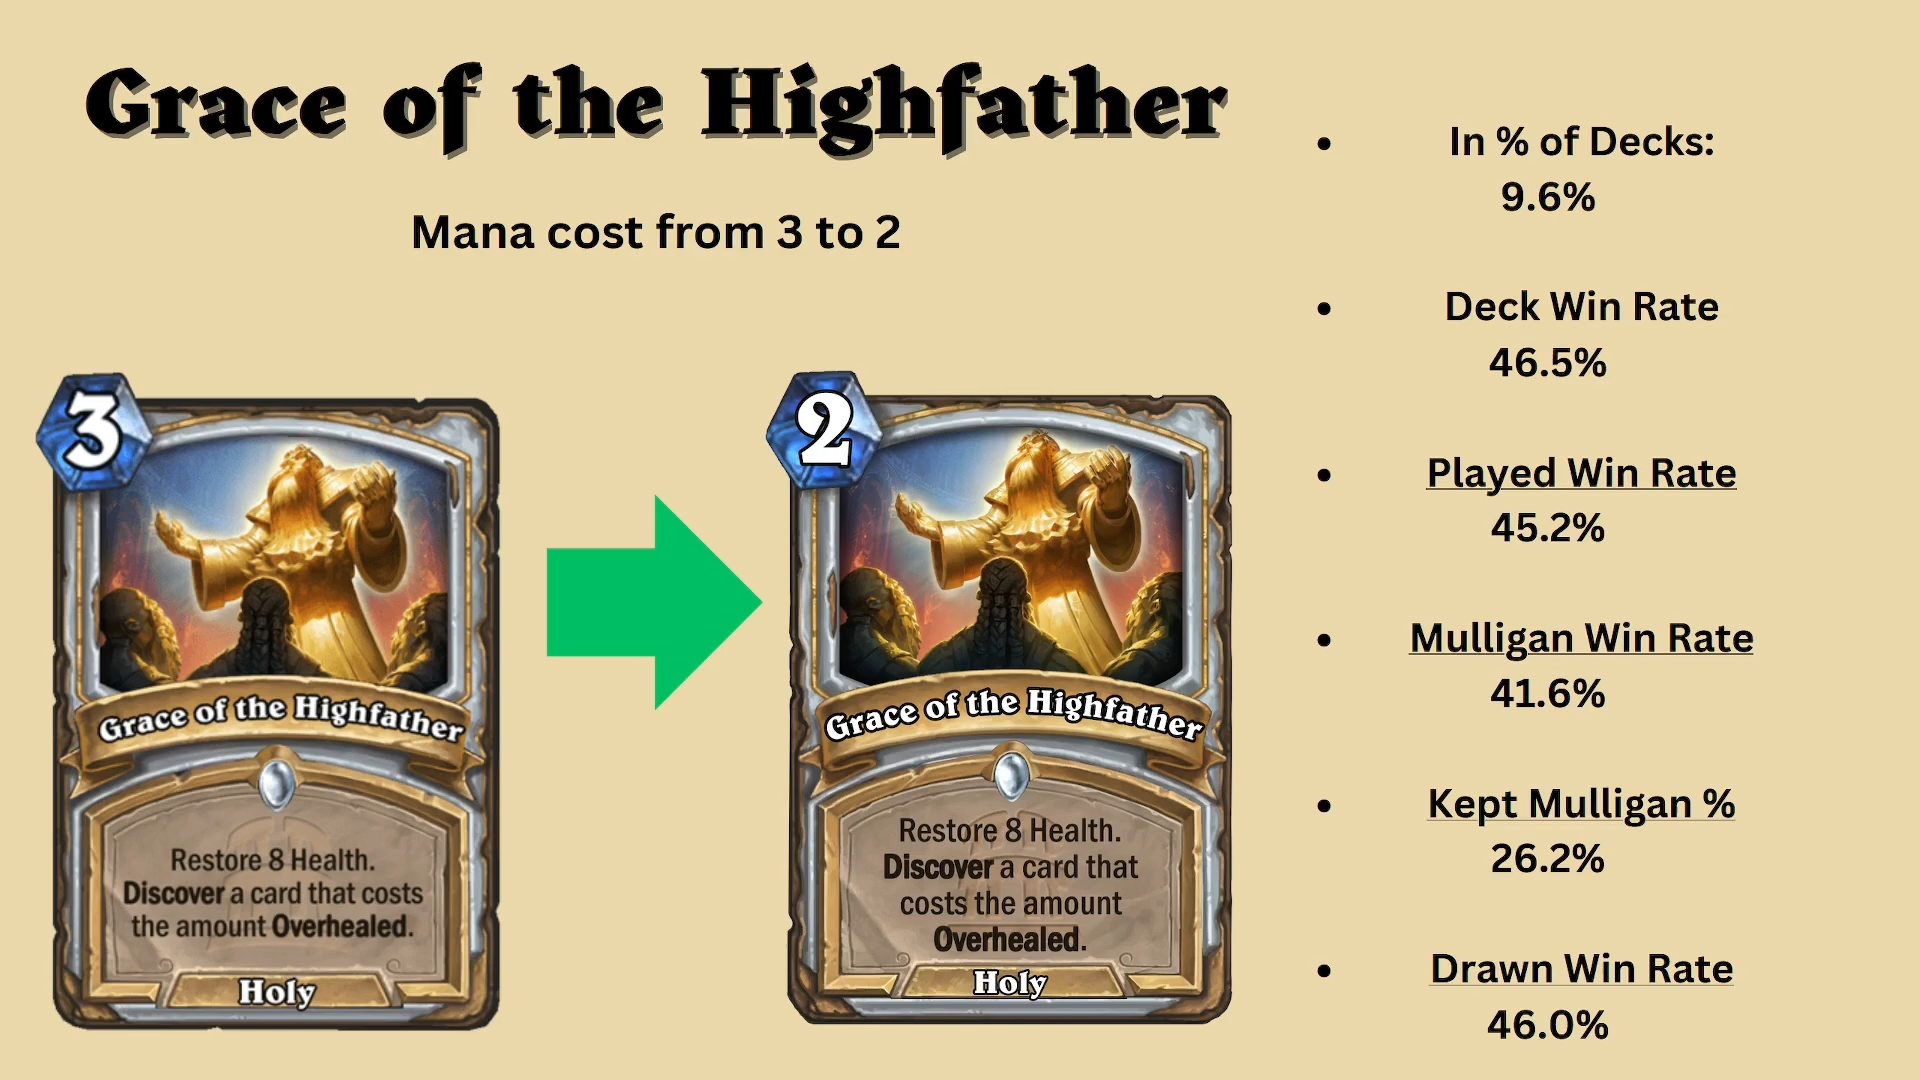 Grace of the Highfather
Mana cost from 3 to 2
3
Grace of the Highfather
Restore 8 Health.
Discover a card that costs
the amount Overhealed.
Holy
2
Grace of the Highfather
Restore 8 Health.
Discover a card that
costs the amount
Overhealed.
Holy
• In % of Decks:
9.6%
• Deck Win Rate
46.5%
• Played Win Rate
45.2%
• Mulligan Win Rate
41.6%
• Kept Mulligan %
26.2%
• Drawn Win Rate
46.0%